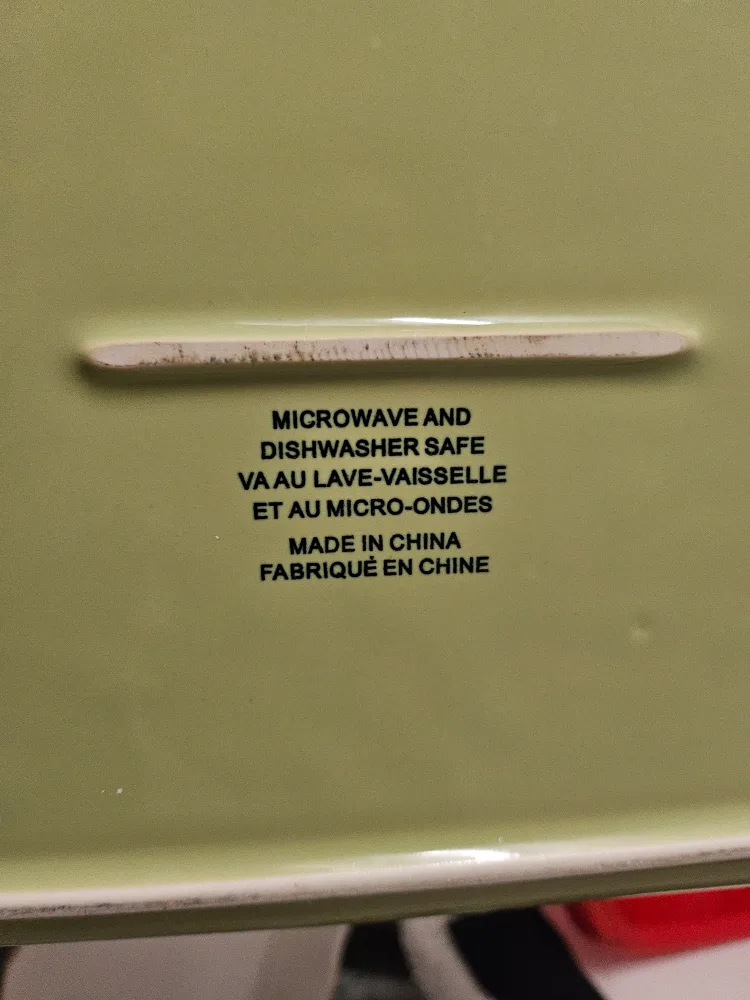 MICROWAVE AND
DISHWASHER SAFE
VA AU LAVE-VAISSELLE
ET AU MICRO-ONDES
MADE IN CHINA
FABRIQUÉ EN CHINE